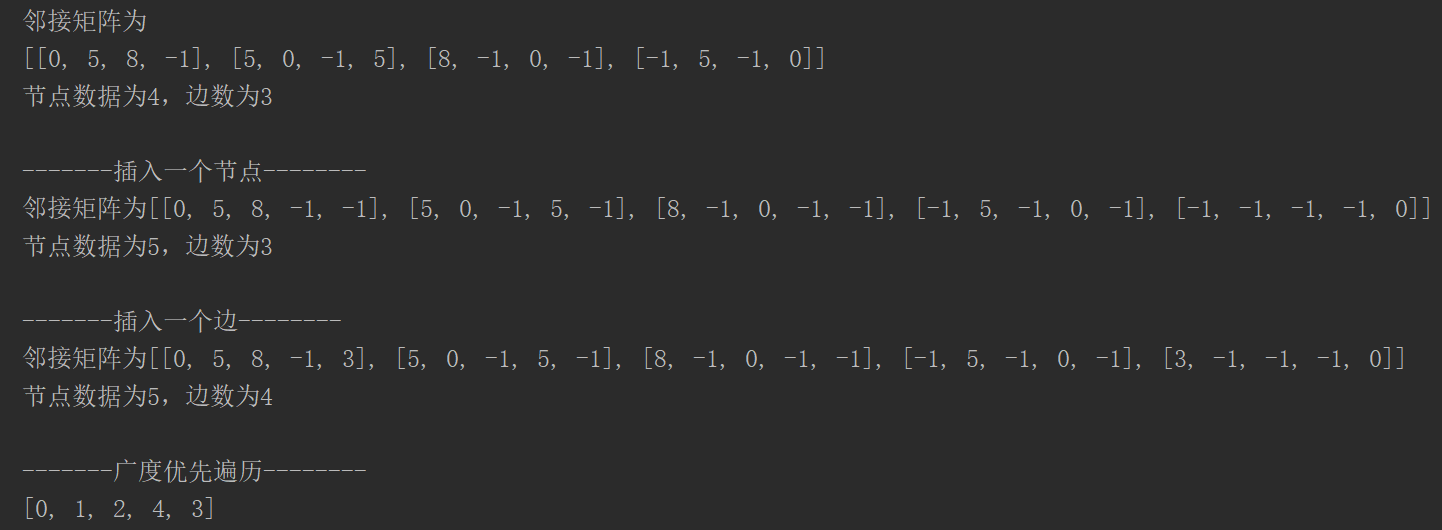 邻接矩阵为
[[0, 5, 8, -1], [5, 0, -1, 5], [8, -1, 0, -1], [-1, 5, -1, 0]]
节点数据为4，边数为3
-------插入一个节点--------
邻接矩阵为[[0, 5, 8, -1, -1], [5, 0, -1, 5, -1], [8, -1, 0, -1, -1], [-1, 5, -1, 0, -1], [-1, -1, -1, -1, 0]]
节点数据为5，边数为3
-------插入一个边--------
邻接矩阵为[[0, 5, 8, -1, 3], [5, 0, -1, 5, -1], [8, -1, 0, -1, -1], [-1, 5, -1, 0, -1], [3, -1, -1, -1, 0]]
节点数据为5，边数为4
-------广度优先遍历--------
[0, 1, 2, 4, 3]